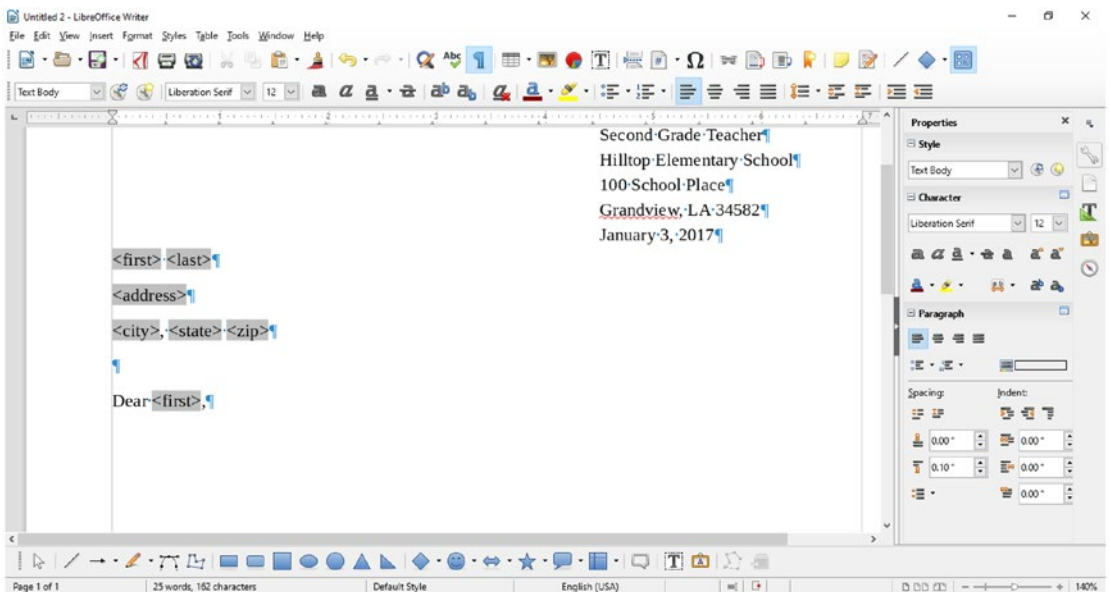 Untitled 2 - LibreOffice Writer
File Edit View Insert Format Styles Table Tools Window Help
Text Body Liberation Serif 12
Second Grade Teacher¶
Hilltop Elementary School¶
100 School Place¶
Grandview, LA 34582¶
January 3, 2017¶
<first> <last>¶
<address>¶
<city>, <state> <zip>¶
¶
Dear <first>,¶
Properties
Style
Text Body
Character
Liberation Serif 12
Paragraph
Spacing: Indent:
0.00 " 0.00 "
0.10 " 0.00 "
0.00 "
Page 1 of 1 25 words, 162 characters Default Style English (USA) 140%